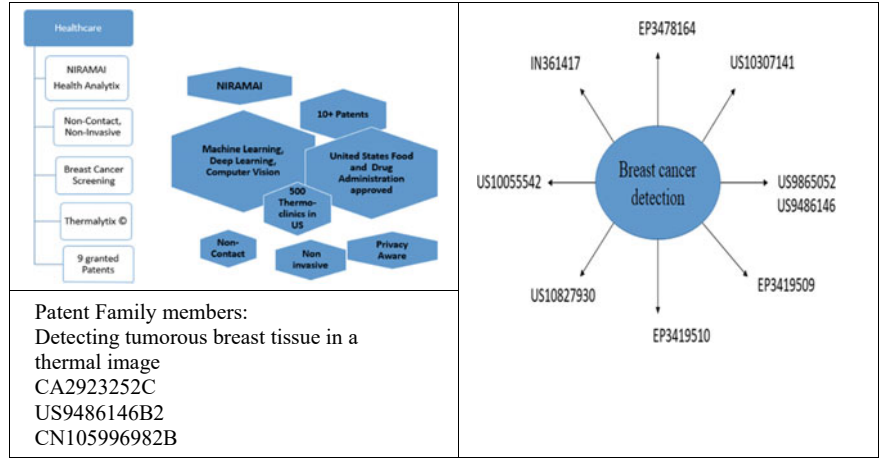 Healthcare
NIRAMAI
Health Analytix
Non-Contact,
Non-Invasive
Breast Cancer
Screening
Thermalytix ©
9 granted
Patents
NIRAMAI
10+ Patents
Machine Learning,
Deep Learning,
Computer Vision
United States Food
and Drug
Administration
approved
500
Thermo-
clinics in
US
Non-
Contact
Non
invasive
Privacy
Aware
Patent Family members:
Detecting tumorous breast tissue in a
thermal image
CA2923252C
US9486146B2
CN105996982B
EP3478164
IN361417
US10307141
Breast cancer
detection
US10055542
US9865052
US9486146
US10827930
EP3419509
EP3419510